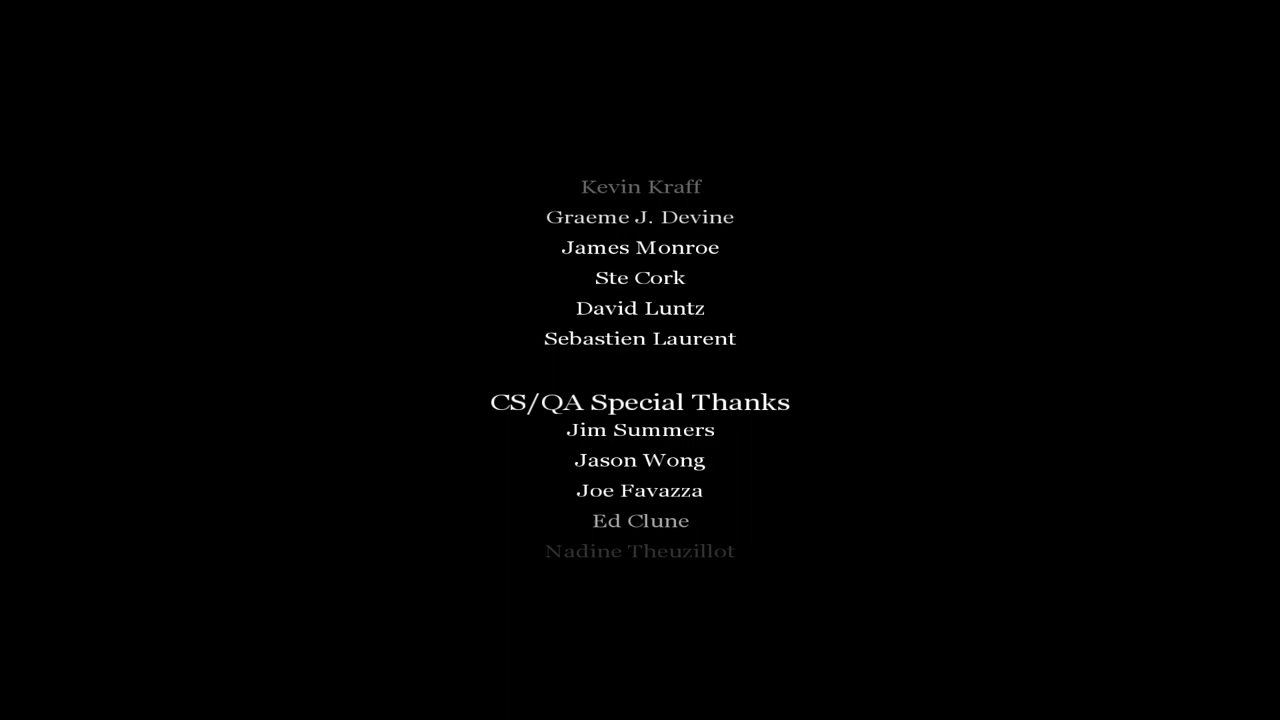 Kevin Kraff
Graeme J. Devine
James Monroe
Ste Cork
David Luntz
Sebastien Laurent
CS/QA Special Thanks
Jim Summers
Jason Wong
Joe Favazza
Ed Clune
Nadine Theuzillot